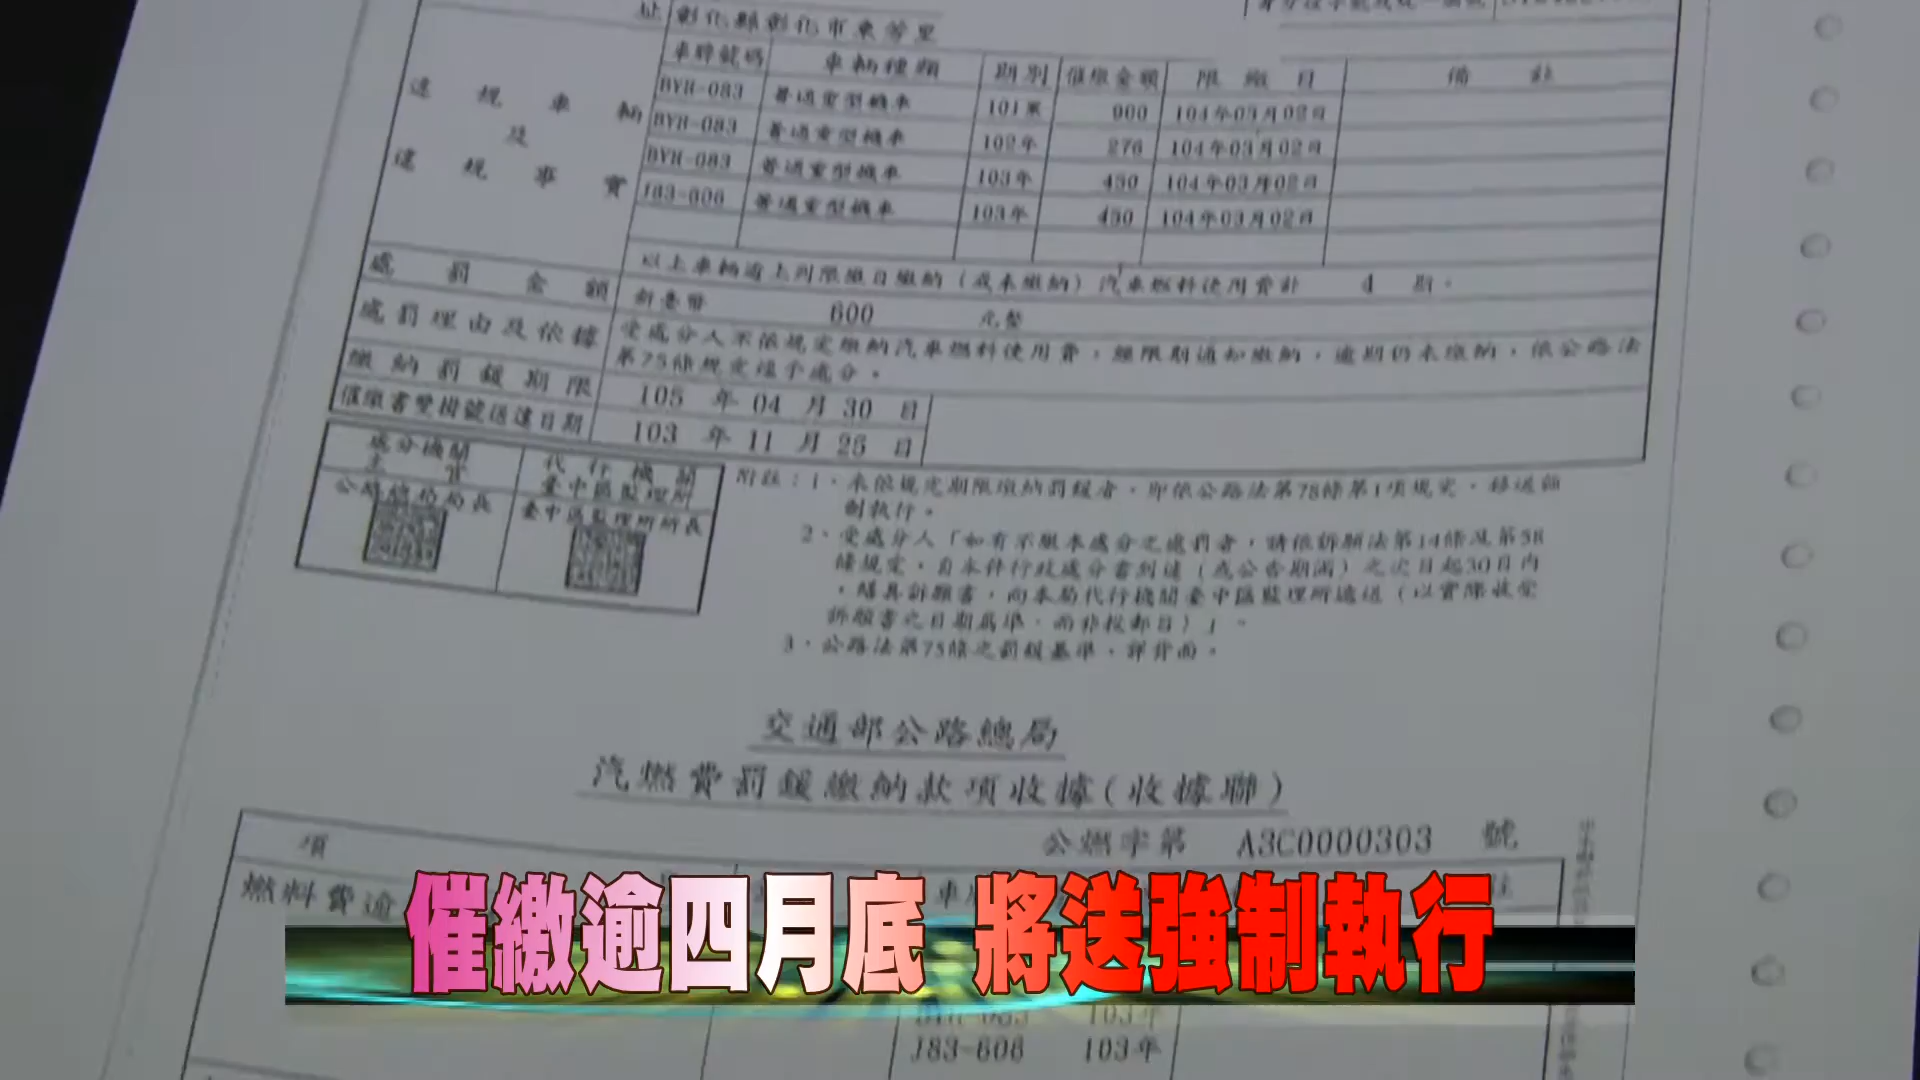 址 彰化縣彰化市東芳里
車牌號碼 車輛種類 期別 催繳金額 限繳日 備註
違規車輛及違規事實
BYH-083 普通重型機車 101累 900 104年03月02日
BYH-083 普通重型機車 102年 276 104年03月02日
BYH-083 普通重型機車 103年 450 104年03月02日
J83-606 普通重型機車 103年 450 104年03月02日
以上車輛逾上列限繳日繳納(或未繳納)汽車燃料使用費計 4 期。
處罰金額 新臺幣 600 元整
處罰理由及依據 受處分人不依規定繳納汽車燃料使用費,經限期通知繳納,逾期仍未繳納,依公路法
第75條規定逕予處分。
繳納罰鍰期限 105 年 04 月 30 日
催繳書雙掛號送達日期 103 年 11 月 25 日
處分機關 代行機關
主官 臺中區監理所
公路總局局長 臺中區監理所所長
附註:1、未依規定期限繳納罰鍰者,即依公路法第78條第1項規定,移送強
制執行。
2、受處分人「如有不服本處分之處罰者,請依訴願法第14條及第58
條規定,自本件行政處分書到達(或公告期滿)之次日起30日內
,繕具訴願書,向本局代行機關臺中區監理所遞送(以實際收受
訴願書之日期為準,而非投郵日)」。
3、公路法第75條之罰鍰基準,詳背面。
交通部公路總局
汽燃費罰鍰繳納款項收據(收據聯)
公燃字第 A3C0000303 號
項
燃料費逾
催繳逾四月底 將送強制執行
BYH-083 103年
J83-606 103年